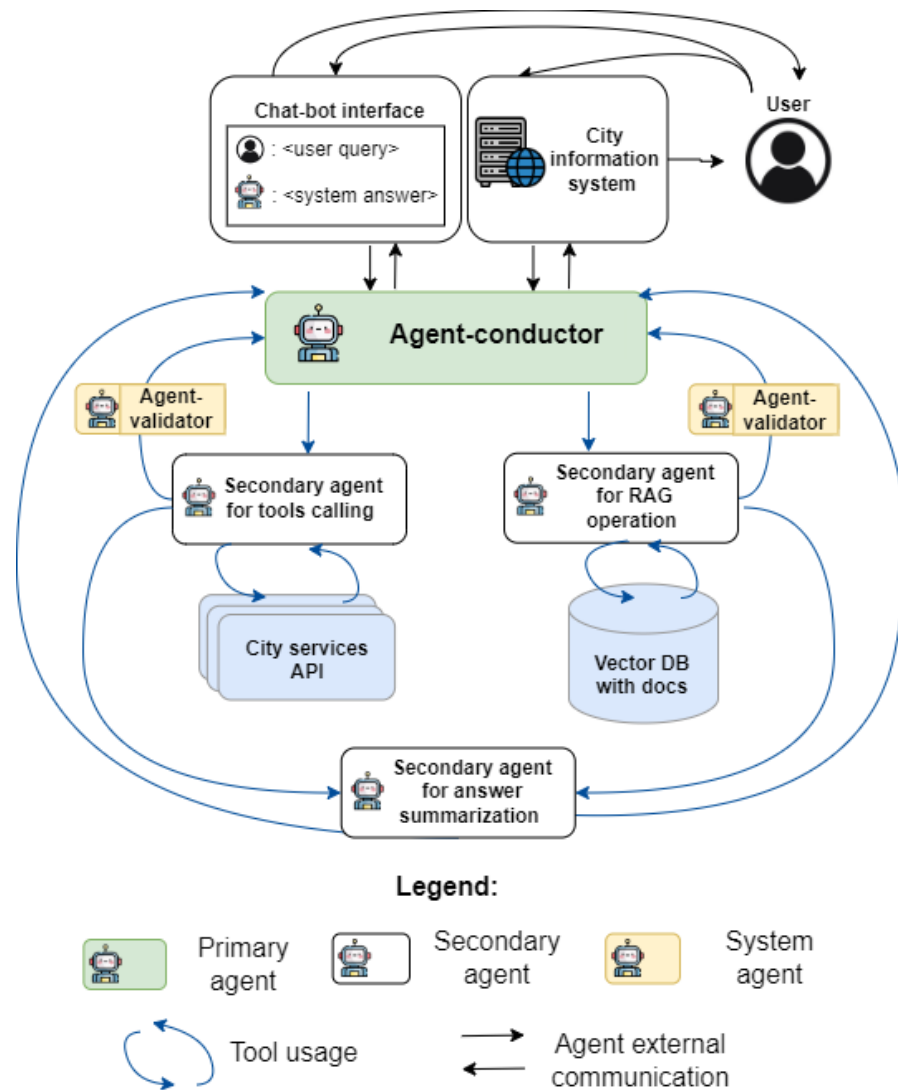 User
Chat-bot interface
: <user query>
: <system answer>
City
information
system
Agent-conductor
Agent-
validator
Agent-
validator
Secondary agent
for tools calling
Secondary agent
for RAG
operation
City services
API
Vector DB
with docs
Secondary agent
for answer
summarization
Legend:
Primary
agent
Secondary
agent
System
agent
Tool usage
Agent external
communication